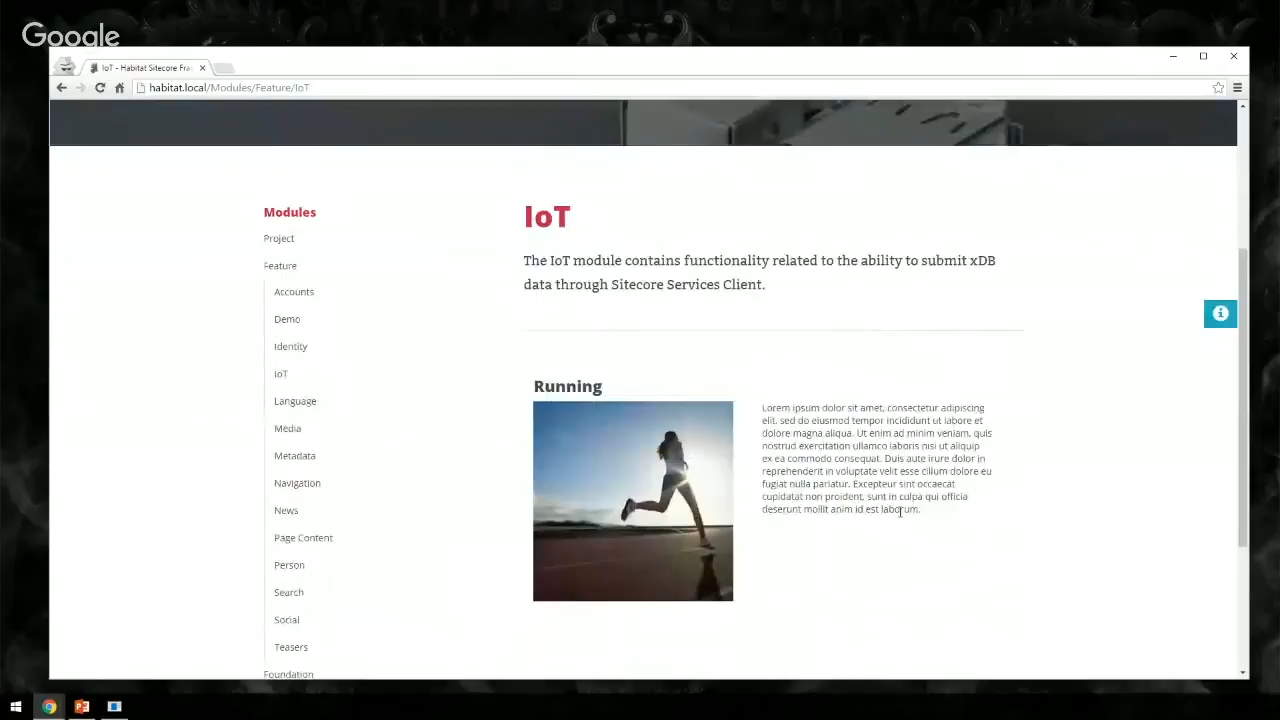 Google
IoT - Habitat Sitecore Fra
habitat.local/Modules/Feature/IoT
Modules
Project
Feature
Accounts
Demo
Identity
IoT
Language
Media
Metadata
Navigation
News
Page Content
Person
Search
Social
Teasers
Foundation
IoT
The IoT module contains functionality related to the ability to submit xDB
data through Sitecore Services Client.
Running
Lorem ipsum dolor sit amet, consectetur adipiscing
elit, sed do eiusmod tempor incididunt ut labore et
dolore magna aliqua. Ut enim ad minim veniam, quis
nostrud exercitation ullamco laboris nisi ut aliquip
ex ea commodo consequat. Duis aute irure dolor in
reprehenderit in voluptate velit esse cillum dolore eu
fugiat nulla pariatur. Excepteur sint occaecat
cupidatat non proident, sunt in culpa qui officia
deserunt mollit anim id est laborum.